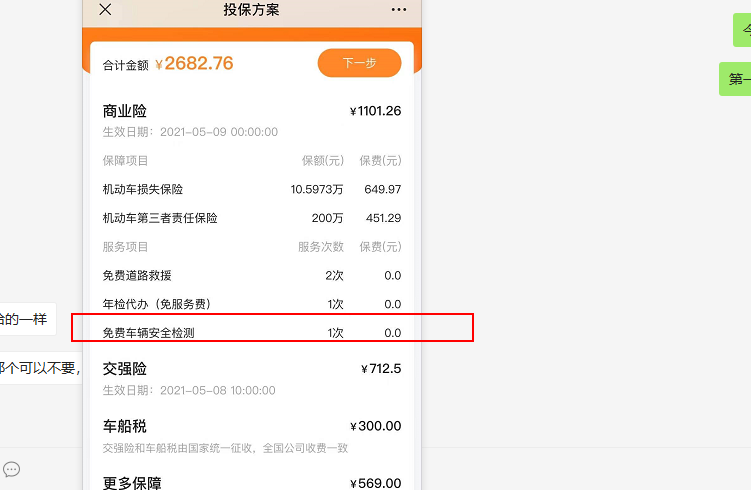 投保方案
今
合计金额 ¥2682.76 下一步
第一
商业险 ¥1101.26
生效日期：2021-05-09 00:00:00
保障项目 保额(元) 保费(元)
机动车损失保险 10.5973万 649.97
机动车第三者责任保险 200万 451.29
服务项目 服务次数 保费(元)
免费道路救援 2次 0.0
年检代办（免服务费） 1次 0.0
的一样
免费车辆安全检测 1次 0.0
个可以不要，
交强险 ¥712.5
生效日期：2021-05-08 10:00:00
车船税 ¥300.00
交强险和车船税由国家统一征收，全国公司收费一致
更多保障 ¥569.00